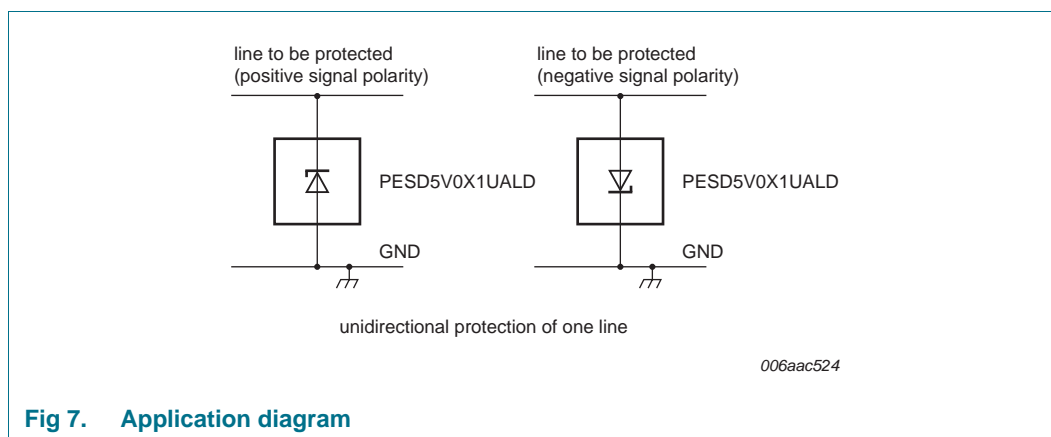 line to be protected
(positive signal polarity)
line to be protected
(negative signal polarity)
PESD5V0X1UALD
PESD5V0X1UALD
GND
GND
unidirectional protection of one line
006aac524
Fig 7. Application diagram